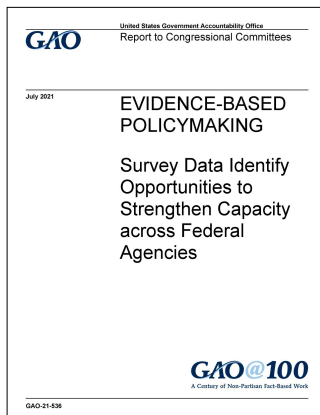 GAO
United States Government Accountability Office
Report to Congressional Committees
July 2021
EVIDENCE-BASED
POLICYMAKING
Survey Data Identify
Opportunities to
Strengthen Capacity
across Federal
Agencies
GAO@100
A Century of Non-Partisan Fact-Based Work
GAO-21-536